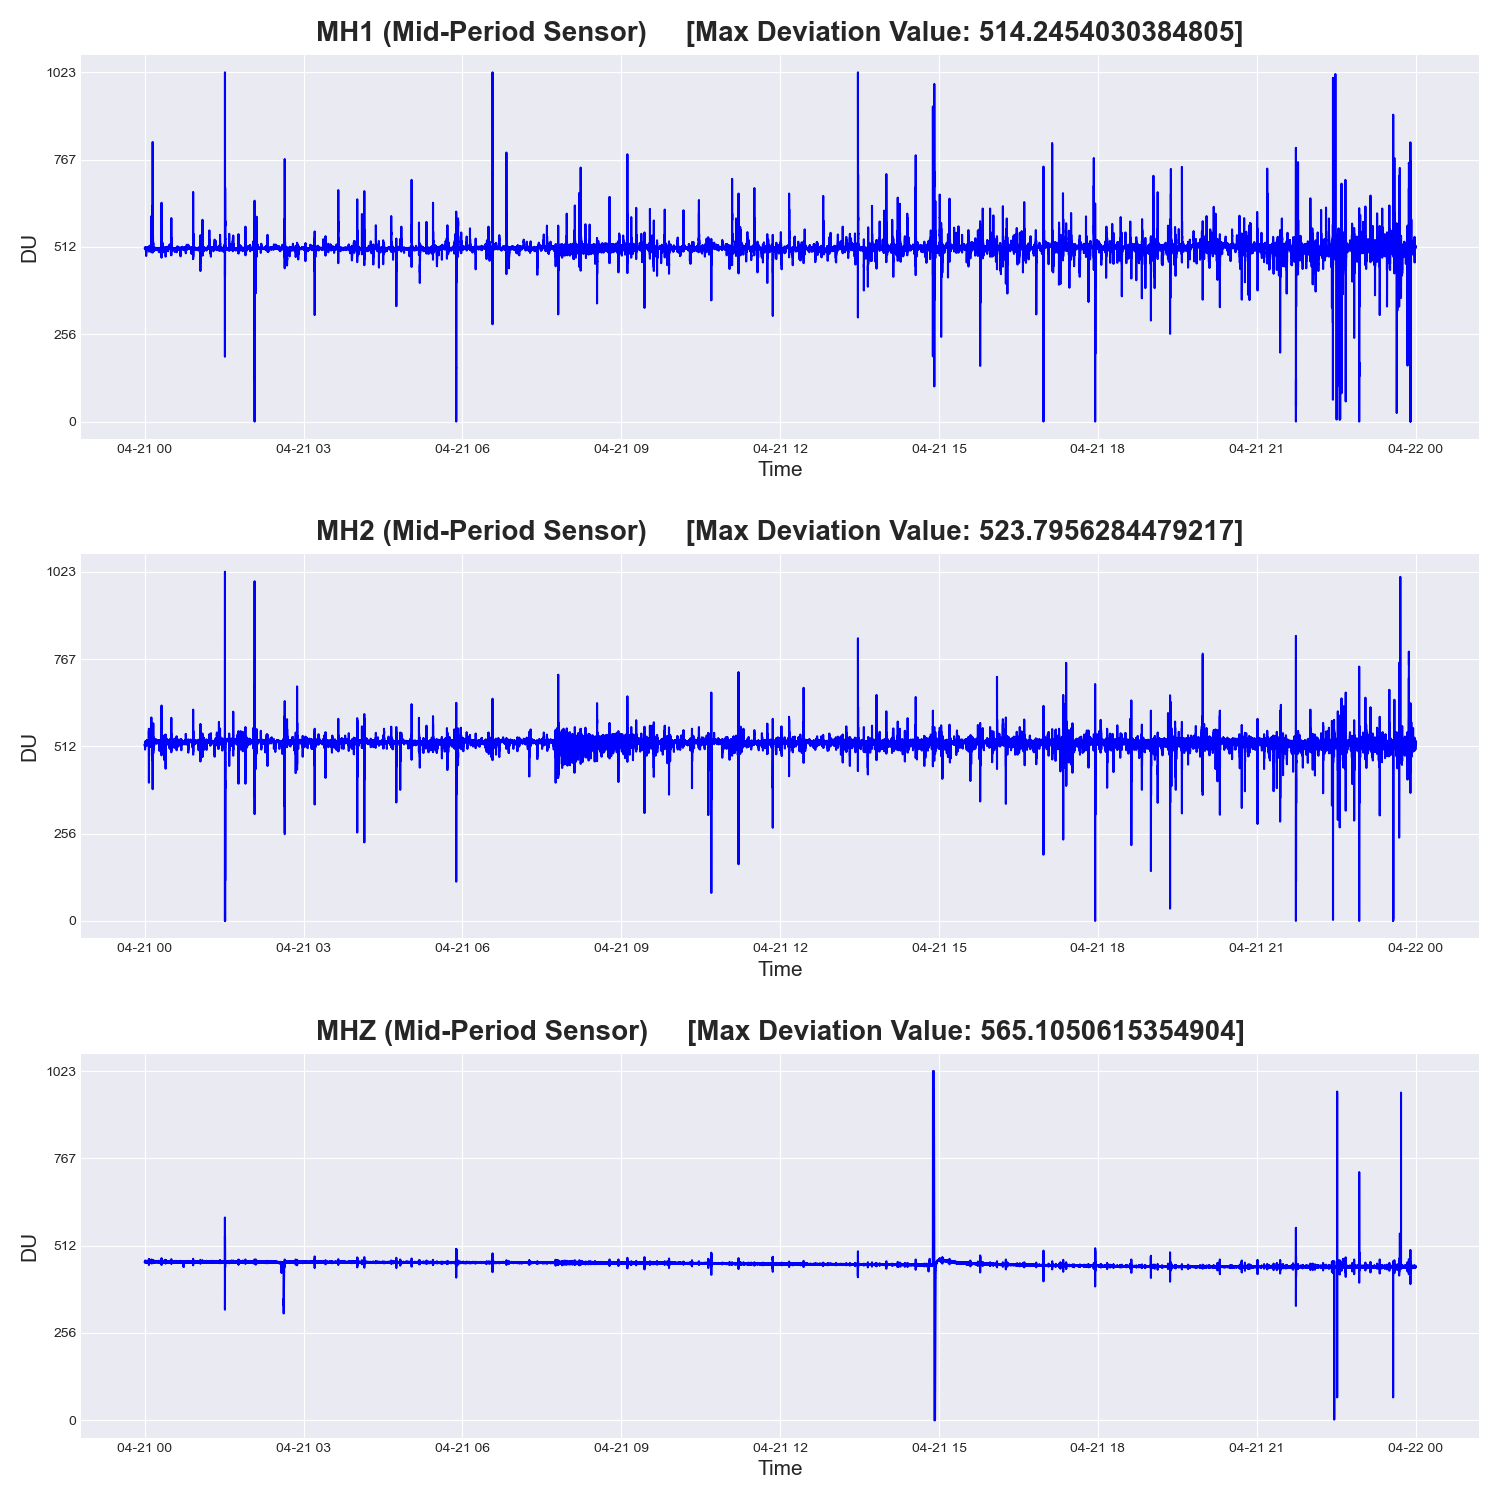 MH1 (Mid-Period Sensor) [Max Deviation Value: 514.2454030384805]
1023
767
512
256
0
DU
04-21 00 04-21 03 04-21 06 04-21 09 04-21 12 04-21 15 04-21 18 04-21 21 04-22 00
Time
MH2 (Mid-Period Sensor) [Max Deviation Value: 523.7956284479217]
1023
767
512
256
0
DU
04-21 00 04-21 03 04-21 06 04-21 09 04-21 12 04-21 15 04-21 18 04-21 21 04-22 00
Time
MHZ (Mid-Period Sensor) [Max Deviation Value: 565.1050615354904]
1023
767
512
256
0
DU
04-21 00 04-21 03 04-21 06 04-21 09 04-21 12 04-21 15 04-21 18 04-21 21 04-22 00
Time